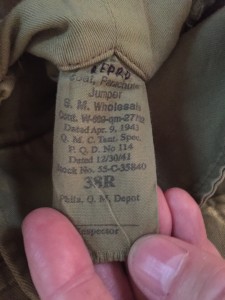 Coat, Parachute
Jumper
B. M. Wholesale
Cont. W-669-qm-27
Dated Apr. 9, 1943
Q. M. C. Tent. Spec.
P. Q. D. No 114
Dated 12/30/41
Stock No. 55-C-35840
38R
Phila. Q. M. Depot
Inspector